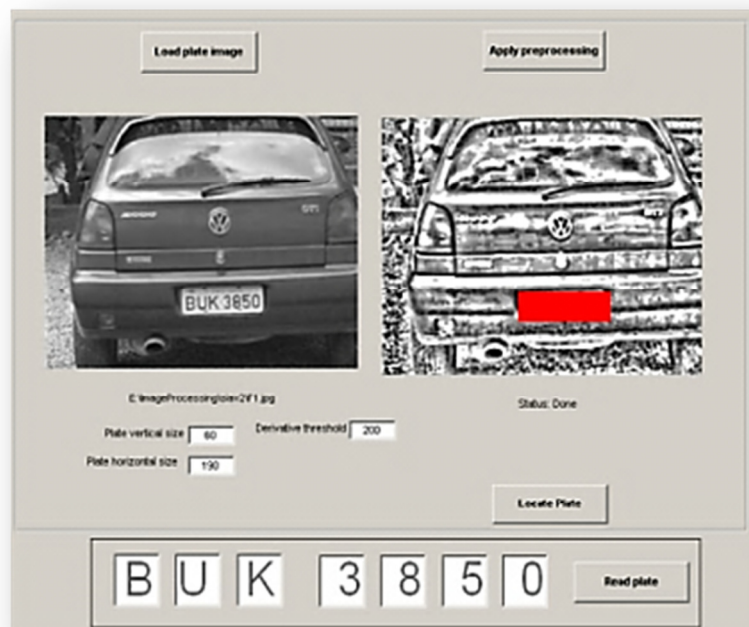 Load plate image
Apply preprocessing
GTi
BUK 3850
Status: Done
Plate vertical size 60
Derivative threshold 200
Plate horizontal size 190
Locate Plate
B U K 3 8 5 0
Read plate